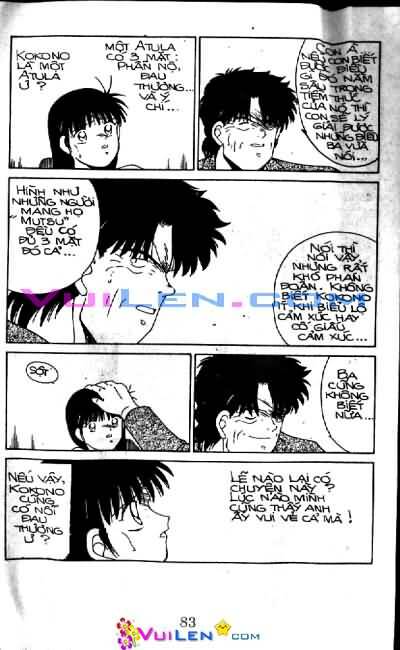 KOKONO
LÀ MỘT
ATULA
Ư ?
MỘT ATULA
CÓ 3 MẶT:
PHẪN NỘ,
ĐAU
THƯƠNG...
VÀ Ý
CHÍ...
CON À
NẾU CON BIẾT
ĐƯỢC ĐIỀU
GÌ ĐÓ NẰM
SÂU TRONG
TIỀM THỨC
CỦA NÓ THÌ
CON SẼ LÝ
GIẢI ĐƯỢC
NHỮNG ĐIỀU
BA VỪA
NÓI...
HÌNH NHƯ
NHỮNG NGƯỜI
MANG HỌ
"MUTSU"
ĐỀU CÓ
ĐỦ 3 MẶT
ĐÓ CẢ...
NÓI THÌ
NÓI VẬY,
NHƯNG RẤT
KHÓ PHÁN
ĐOÁN. KHÔNG
BIẾT KOKONO
ÍT KHI BIỂU LỘ
CẢM XÚC HAY
CỐ GIẤU
CẢM XÚC...
VUILEN.COM
SỘT
BA
CŨNG
KHÔNG
BIẾT
NỮA...
NẾU VẬY,
KOKONO
CŨNG
CÓ NỖI
ĐAU
THƯƠNG
Ư ?
LẼ NÀO LẠI CÓ
CHUYỆN NÀY ?
LÚC NÀO MÌNH
CŨNG THẤY ANH
ẤY VUI VẺ CẢ MÀ !
83
VUILEN.COM